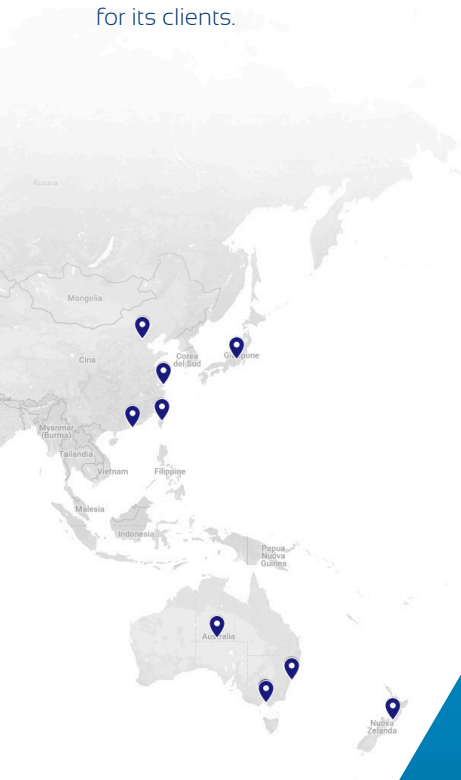 for its clients.
Russia
Mongolia
Cina
Corea
del Sud
Giappone
Myanmar
(Burma)
Tailandia
Vietnam
Filippine
Malesia
Indonesia
Papua
Nuova
Guinea
Australia
Nuova
Zelanda